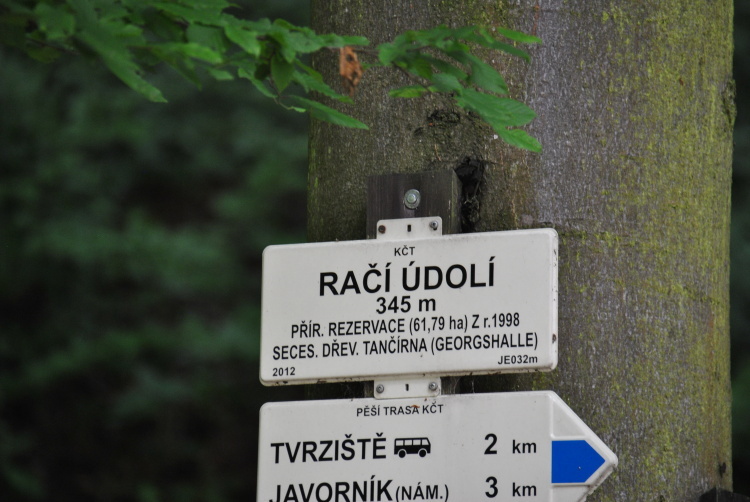 KČT
RAČÍ ÚDOLÍ
345 m
PŘÍR. REZERVACE (61,79 ha) Z r.1998
SECES. DŘEV. TANČÍRNA (GEORGSHALLE)
2012 JE032m
PĚŠÍ TRASA KČT
TVRZIŠTĚ 2 km
JAVORNÍK (NÁM.) 3 km